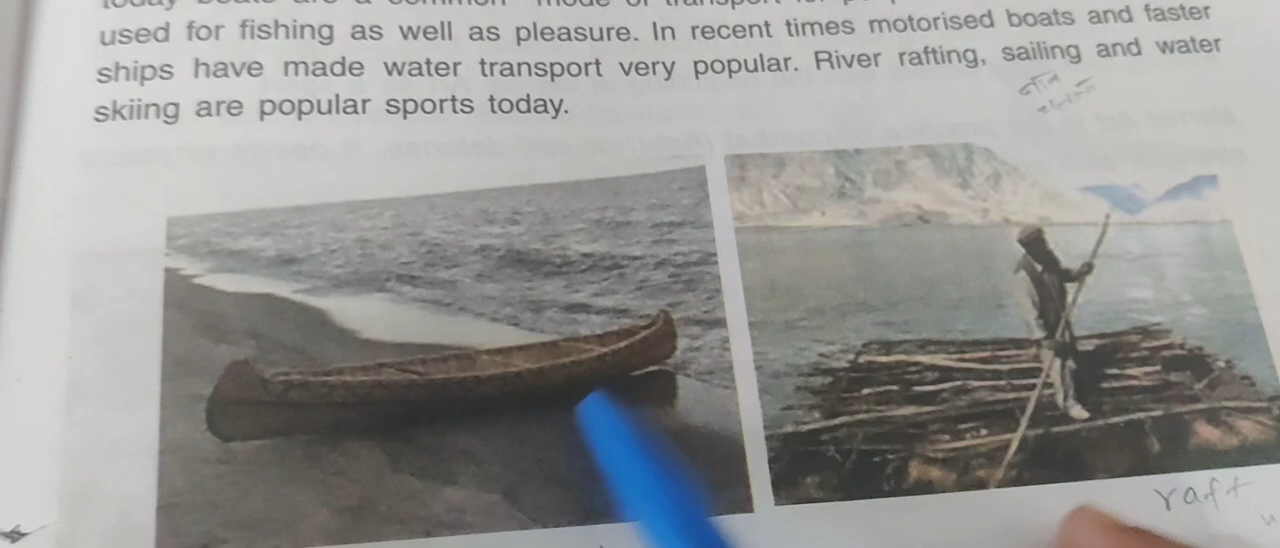 used for fishing as well as pleasure. In recent times motorised boats and faster
ships have made water transport very popular. River rafting, sailing and water
skiing are popular sports today.
raft